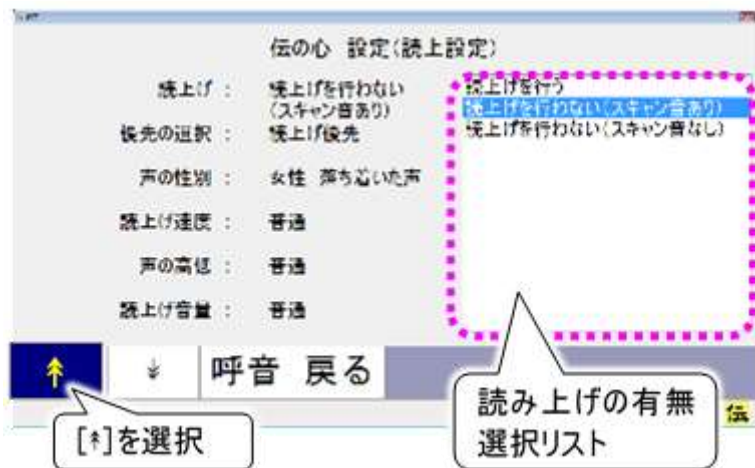 伝の心 設定(読上設定)
読上げ : 読上げを行わない
(スキャン音あり)
優先の選択 : 読上げ優先
声の性別 : 女性 落ち着いた声
読上げ速度 : 普通
声の高低 : 普通
読上げ音量 : 普通
読上げを行う
読上げを行わない(スキャン音あり)
読上げを行わない(スキャン音なし)
↟ ↡ 呼音 戻る
[↟]を選択
読み上げの有無
選択リスト
伝